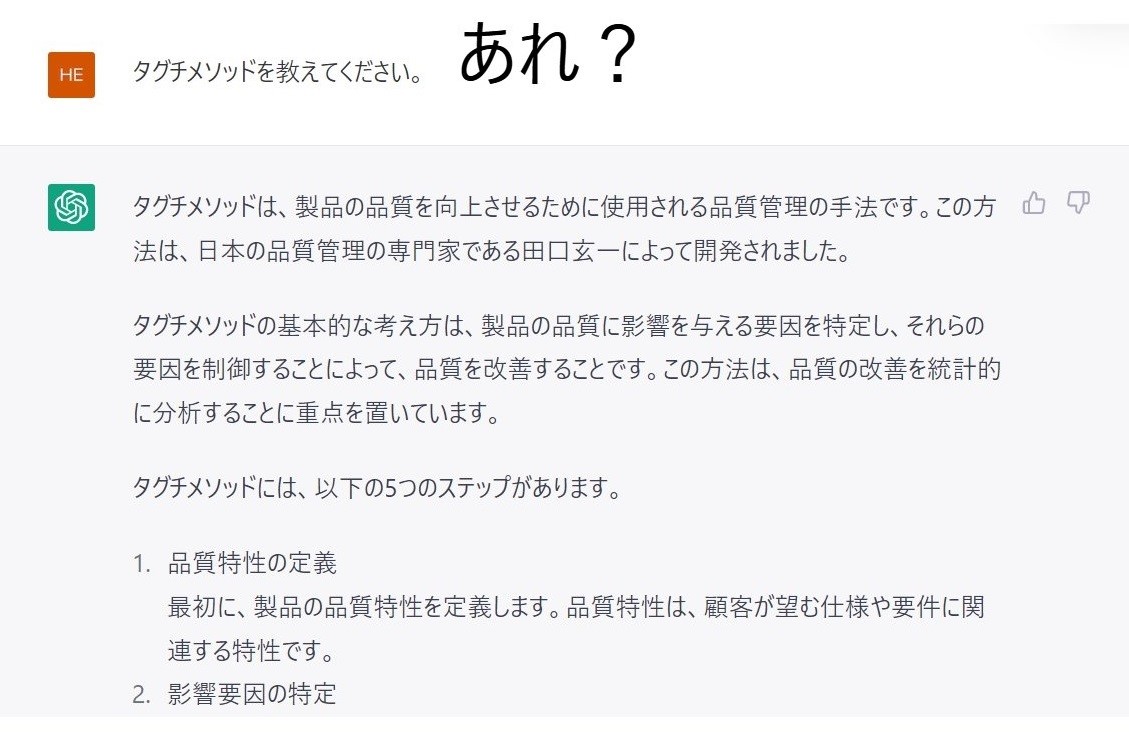 あれ？
HE
タグチメソッドを教えてください。
タグチメソッドは、製品の品質を向上させるために使用される品質管理の手法です。この方
法は、日本の品質管理の専門家である田口玄一によって開発されました。
タグチメソッドの基本的な考え方は、製品の品質に影響を与える要因を特定し、それらの
要因を制御することによって、品質を改善することです。この方法は、品質の改善を統計的
に分析することに重点を置いています。
タグチメソッドには、以下の5つのステップがあります。
1. 品質特性の定義
最初に、製品の品質特性を定義します。品質特性は、顧客が望む仕様や要件に関
連する特性です。
2. 影響要因の特定